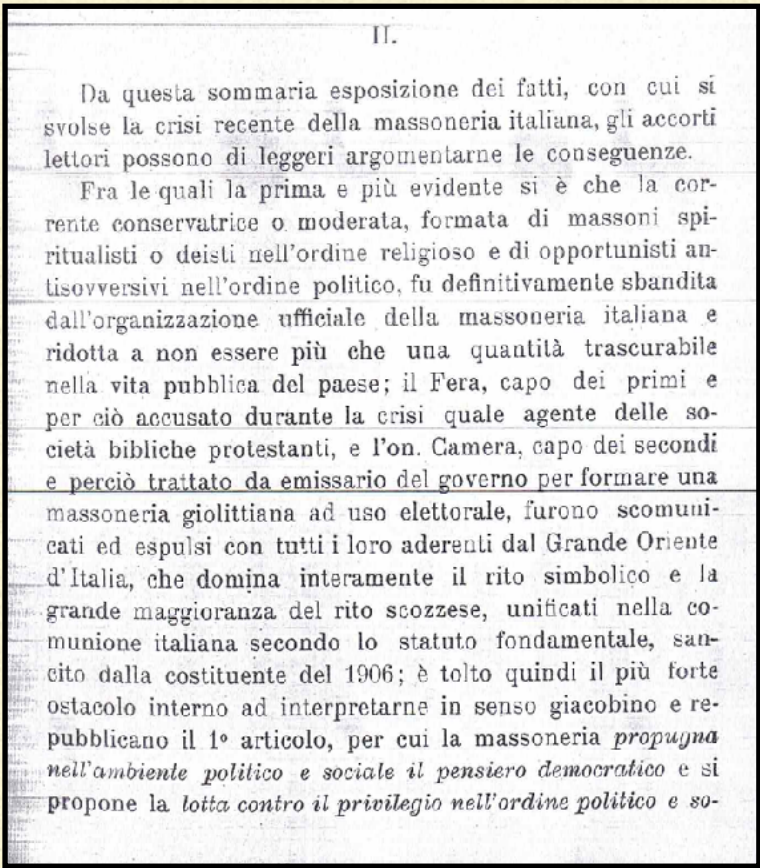 II.
Da questa sommaria esposizione dei fatti, con cui si
svolse la crisi recente della massoneria italiana, gli accorti
lettori possono di leggeri argomentarne le conseguenze.
Fra le quali la prima e più evidente si è che la cor-
rente conservatrice o moderata, formata di massoni spi-
ritualisti o deisti nell'ordine religioso e di opportunisti an-
tisovversivi nell'ordine politico, fu definitivamente sbandita
dall'organizzazione ufficiale della massoneria italiana e
ridotta a non essere più che una quantità trascurabile
nella vita pubblica del paese; il Fera, capo dei primi e
per ciò accusato durante la crisi quale agente delle so-
cietà bibliche protestanti, e l'on. Camera, capo dei secondi
e perciò trattato da emissario del governo per formare una
massoneria giolittiana ad uso elettorale, furono scomuni-
cati ed espulsi con tutti i loro aderenti dal Grande Oriente
d'Italia, che domina interamente il rito simbolico e la
grande maggioranza del rito scozzese, unificati nella co-
munione italiana secondo lo statuto fondamentale, san-
cito dalla costituente del 1906; è tolto quindi il più forte
ostacolo interno ad interpretarne in senso giacobino e re-
pubblicano il 1º articolo, per cui la massoneria propugna
nell'ambiente politico e sociale il pensiero democratico e si
propone la lotta contro il privilegio nell'ordine politico e so-